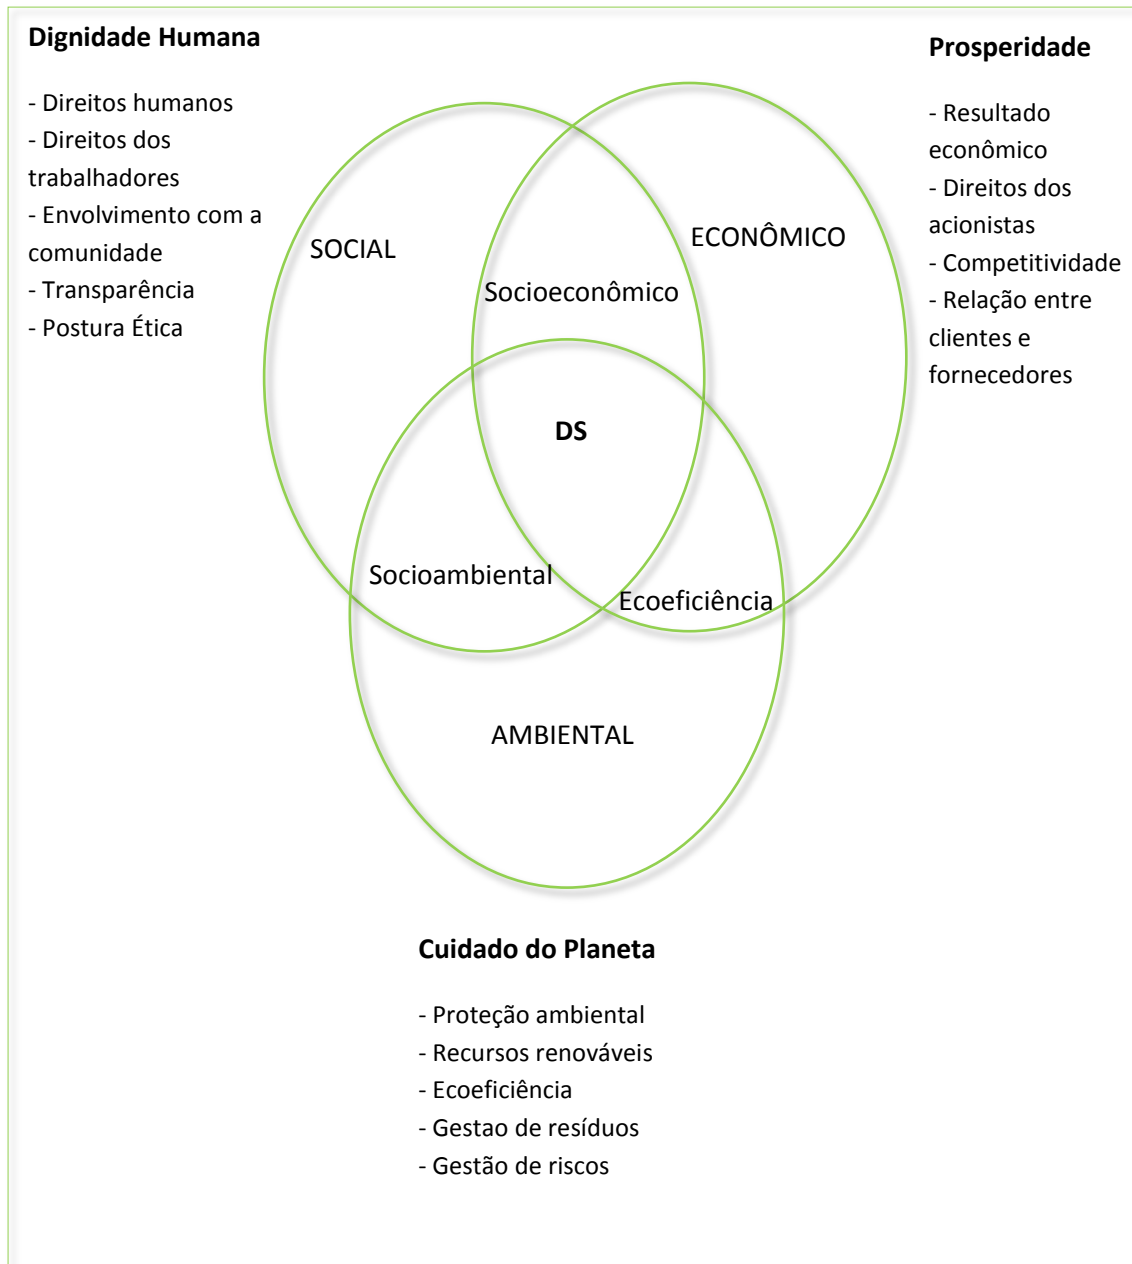 Dignidade Humana
- Direitos humanos
- Direitos dos
trabalhadores
- Envolvimento com a
comunidade
- Transparência
- Postura Ética
Prosperidade
- Resultado
econômico
- Direitos dos
acionistas
- Competitividade
- Relação entre
clientes e
fornecedores
SOCIAL
ECONÔMICO
Socioeconômico
DS
Socioambiental
Ecoeficiência
AMBIENTAL
Cuidado do Planeta
- Proteção ambiental
- Recursos renováveis
- Ecoeficiência
- Gestao de resíduos
- Gestão de riscos